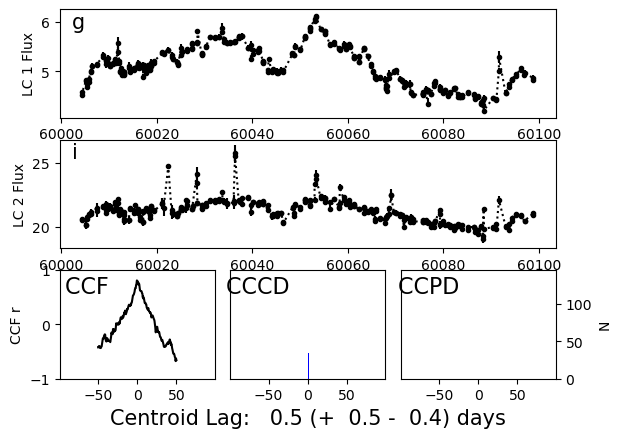 g
6
5
LC 1 Flux
60000 60020 60040 60060 60080 60100
i
25
20
LC 2 Flux
60000 60020 60040 60060 60080 60100
CCF CCCD CCPD
1
0
−1
CCF r
100
50
0
N
−50 0 50 −50 0 50 −50 0 50
Centroid Lag: 0.5 (+ 0.5 - 0.4) days